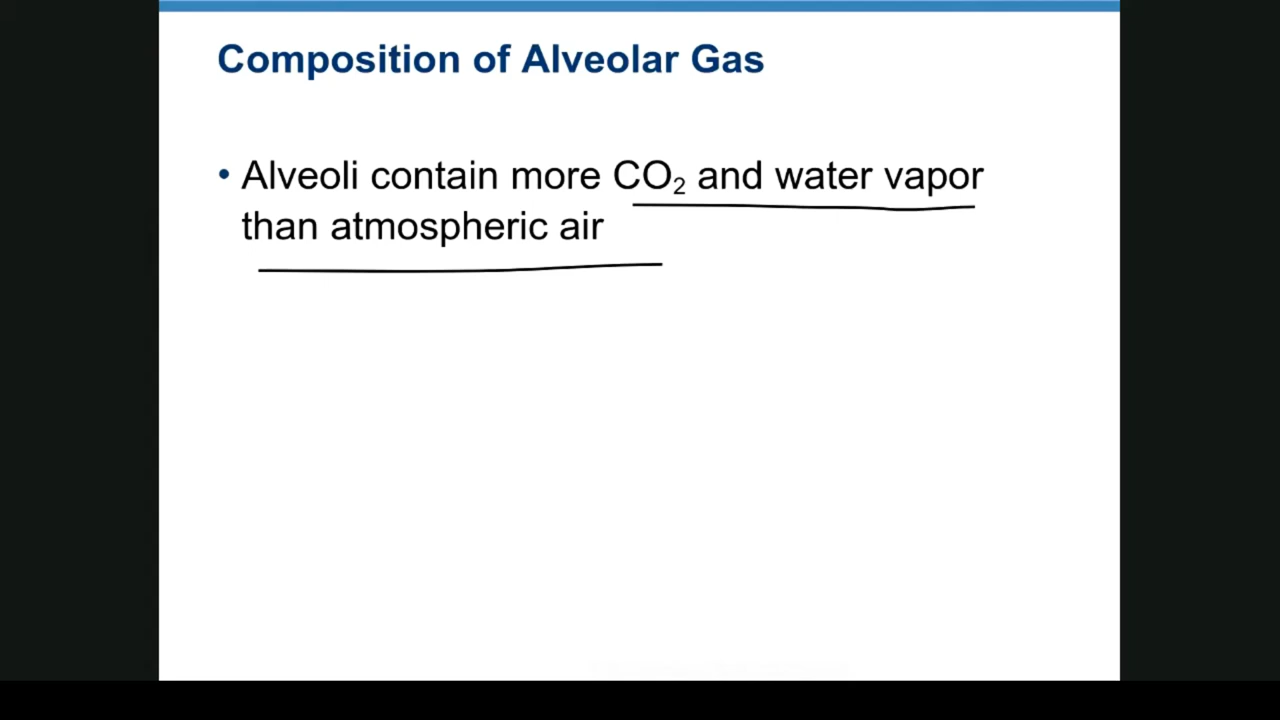 Composition of Alveolar Gas
• Alveoli contain more CO₂ and water vapor
than atmospheric air